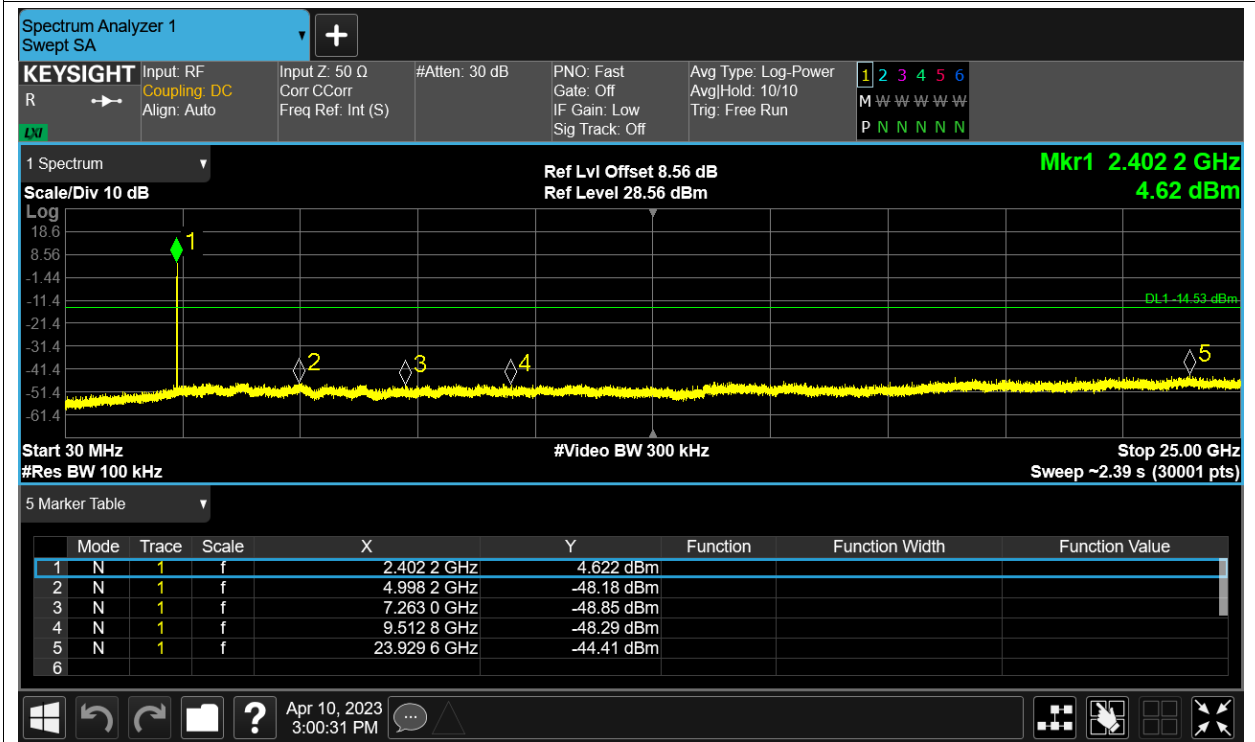 Spectrum Analyzer 1
Swept SA
KEYSIGHT Input: RF Input Z: 50 Ω #Atten: 30 dB PNO: Fast Avg Type: Log-Power 1 2 3 4 5 6
R Coupling: DC Corr CCorr Gate: Off Avg|Hold: 10/10 M W W W W W
Align: Auto Freq Ref: Int (S) IF Gain: Low Trig: Free Run
LXI Sig Track: Off P N N N N N
1 Spectrum Ref Lvl Offset 8.56 dB Mkr1 2.402 2 GHz
Scale/Div 10 dB Ref Level 28.56 dBm 4.62 dBm
Log
18.6
1
8.56
-1.44
-11.4 DL1 -14.53 dBm
-21.4
-31.4
2 3 4 5
-41.4
-51.4
-61.4
Start 30 MHz #Video BW 300 kHz Stop 25.00 GHz
#Res BW 100 kHz Sweep ~2.39 s (30001 pts)
5 Marker Table
Mode Trace Scale X Y Function Function Width Function Value
1 N 1 f 2.402 2 GHz 4.622 dBm
2 N 1 f 4.998 2 GHz -48.18 dBm
3 N 1 f 7.263 0 GHz -48.85 dBm
4 N 1 f 9.512 8 GHz -48.29 dBm
5 N 1 f 23.929 6 GHz -44.41 dBm
6
? Apr 10, 2023
3:00:31 PM